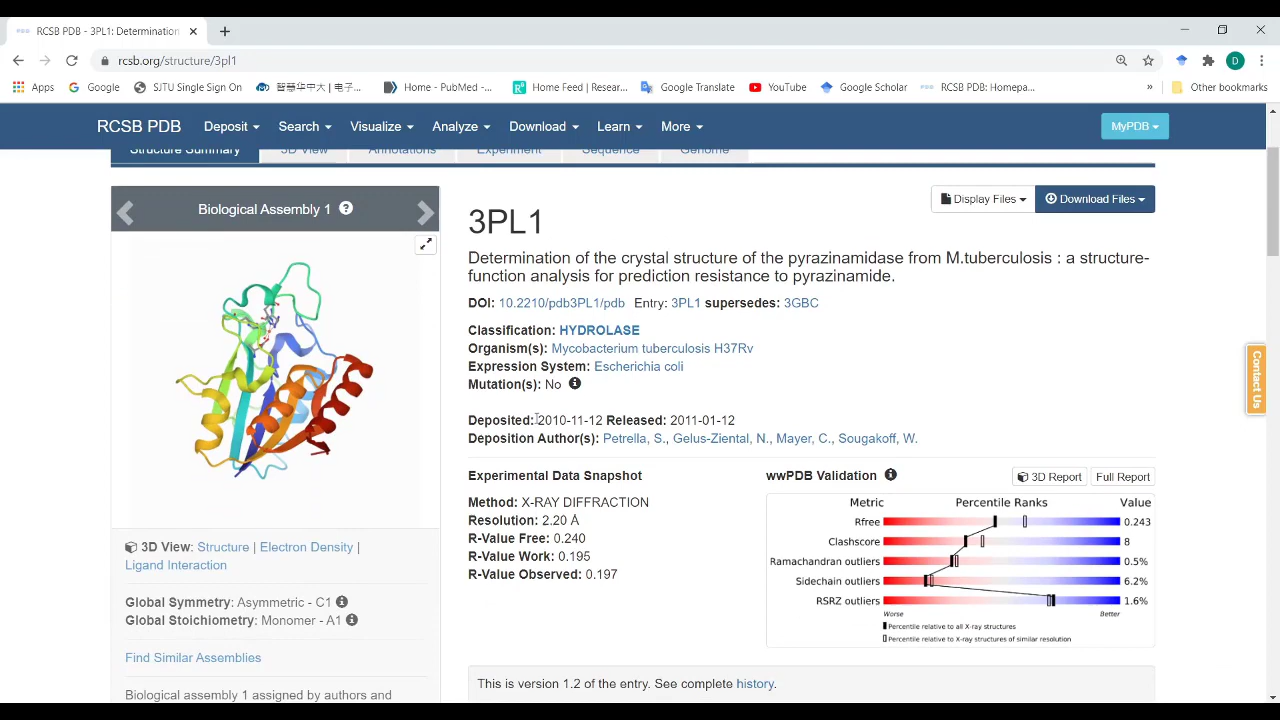 RCSB PDB - 3PL1: Determination
rcsb.org/structure/3pl1
D
Apps Google SJTU Single Sign On 智慧华中大 | 电子... Home - PubMed -... Home Feed | Resear... Google Translate YouTube Google Scholar RCSB PDB: Homepa... » Other bookmarks
RCSB PDB Deposit Search Visualize Analyze Download Learn More MyPDB
Structure Summary 3D View Annotations Experiment Sequence Genome
Biological Assembly 1 ?
Display Files Download Files
3PL1
Determination of the crystal structure of the pyrazinamidase from M.tuberculosis : a structure-
function analysis for prediction resistance to pyrazinamide.
DOI: 10.2210/pdb3PL1/pdb Entry: 3PL1 supersedes: 3GBC
Classification: HYDROLASE
Organism(s): Mycobacterium tuberculosis H37Rv
Expression System: Escherichia coli
Mutation(s): No
Deposited: 2010-11-12 Released: 2011-01-12
Deposition Author(s): Petrella, S., Gelus-Ziental, N., Mayer, C., Sougakoff, W.
Contact Us
Experimental Data Snapshot
Method: X-RAY DIFFRACTION
Resolution: 2.20 Å
R-Value Free: 0.240
R-Value Work: 0.195
R-Value Observed: 0.197
wwPDB Validation 3D Report Full Report
Metric Percentile Ranks Value
Rfree 0.243
Clashscore 8
Ramachandran outliers 0.5%
Sidechain outliers 6.2%
RSRZ outliers 1.6%
Worse Better
Percentile relative to all X-ray structures
Percentile relative to X-ray structures of similar resolution
3D View: Structure | Electron Density |
Ligand Interaction
Global Symmetry: Asymmetric - C1
Global Stoichiometry: Monomer - A1
Find Similar Assemblies
Biological assembly 1 assigned by authors and
This is version 1.2 of the entry. See complete history.